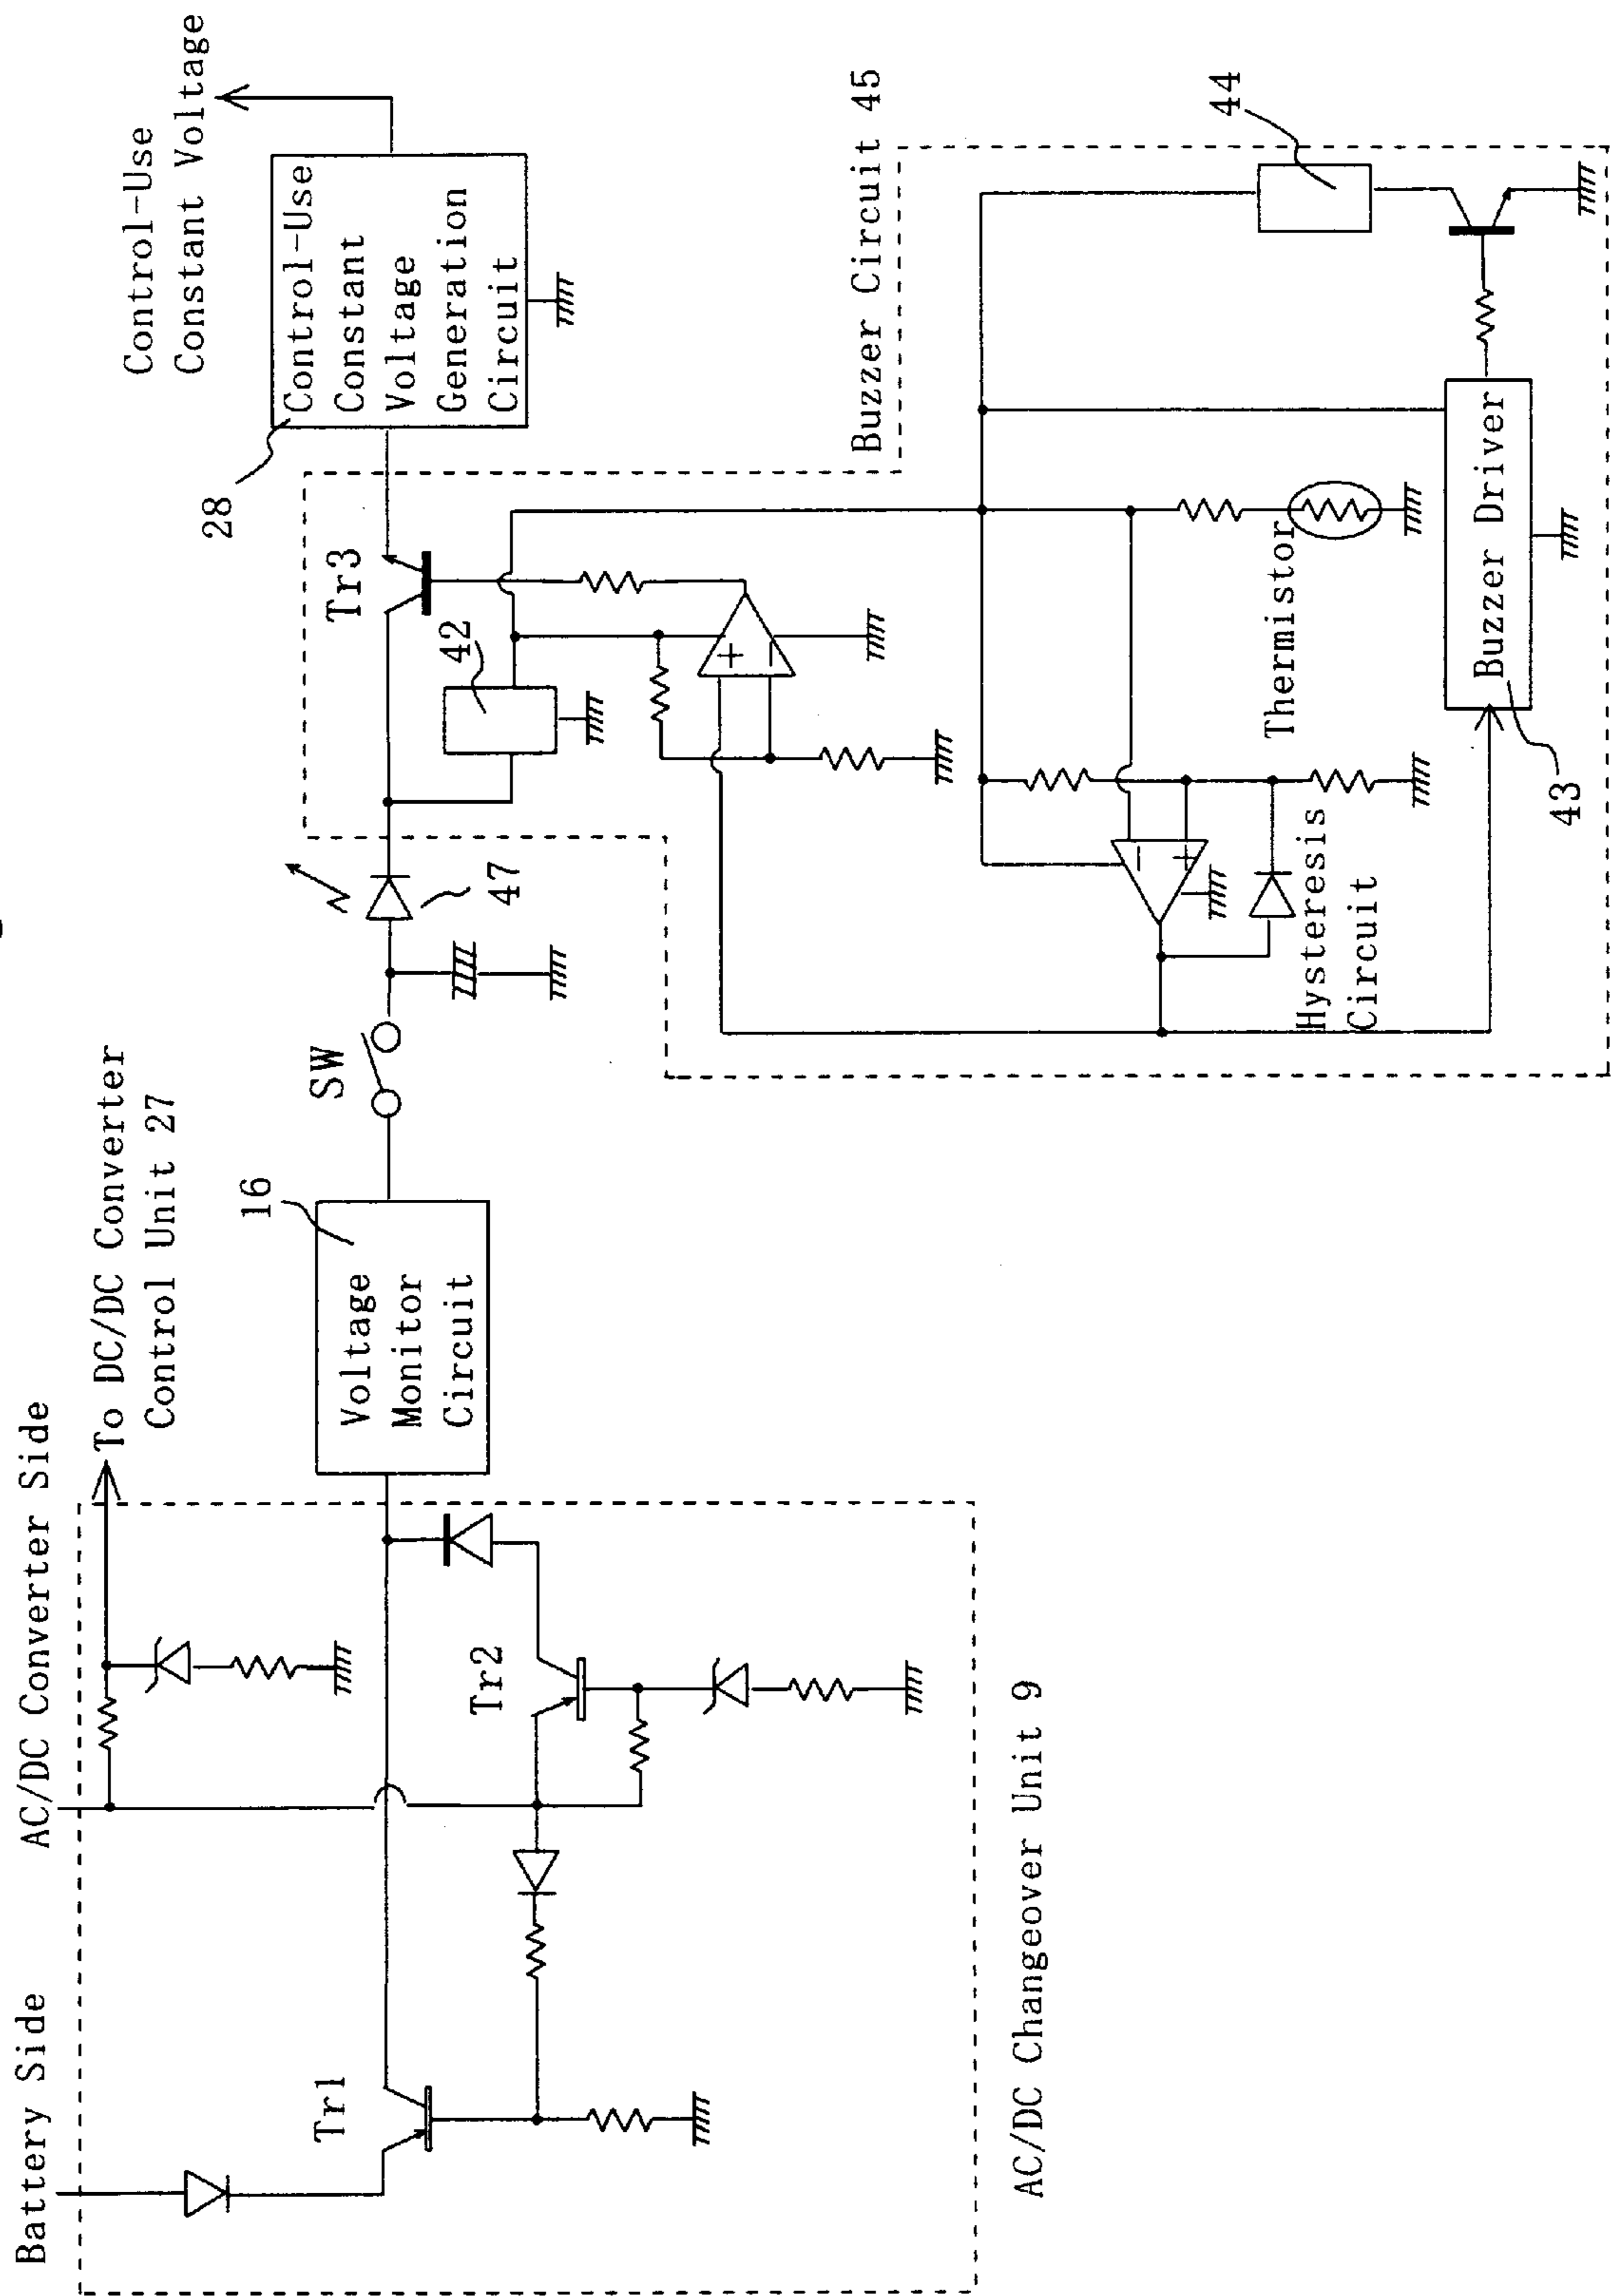 Battery Side
AC/DC Converter Side
To DC/DC Converter
Control Unit 27
Tr1
Tr2
AC/DC Changeover Unit 9
16
Voltage
Monitor
Circuit
SW
47
Tr3
42
28
Control-Use
Constant
Voltage
Generation
Circuit
Control-Use
Constant Voltage
Buzzer Circuit 45
+
−
−
+
Hysteresis
Circuit
Thermistor
Buzzer Driver
43
44